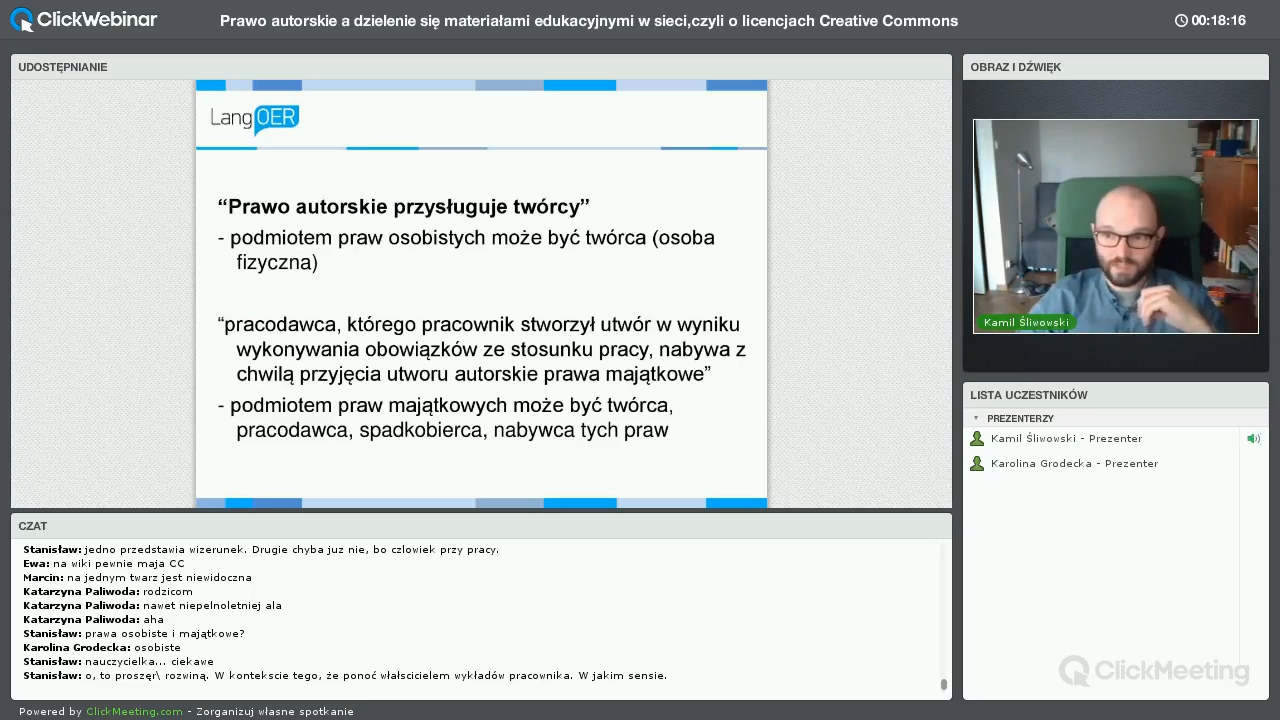 ClickWebinar
Prawo autorskie a dzielenie się materiałami edukacyjnymi w sieci,czyli o licencjach Creative Commons
00:18:16
UDOSTĘPNIANIE
LangOER
“Prawo autorskie przysługuje twórcy”
- podmiotem praw osobistych może być twórca (osoba
fizyczna)
“pracodawca, którego pracownik stworzył utwór w wyniku
wykonywania obowiązków ze stosunku pracy, nabywa z
chwilą przyjęcia utworu autorskie prawa majątkowe”
- podmiotem praw majątkowych może być twórca,
pracodawca, spadkobierca, nabywca tych praw
OBRAZ I DŹWIĘK
Kamil Śliwowski
LISTA UCZESTNIKÓW
PREZENTERZY
Kamil Śliwowski - Prezenter
Karolina Grodecka - Prezenter
ClickMeeting
CZAT
Stanisław: jedno przedstawia wizerunek. Drugie chyba juz nie, bo czlowiek przy pracy.
Ewa: na wiki pewnie maja CC
Marcin: na jednym twarz jest niewidoczna
Katarzyna Paliwoda: rodzicom
Katarzyna Paliwoda: nawet niepelnoletniej ala
Katarzyna Paliwoda: aha
Stanisław: prawa osobiste i majątkowe?
Karolina Grodecka: osobiste
Stanisław: nauczycielka... ciekawe
Stanisław: o, to proszęr\ rozwiną. W kontekscie tego, że ponoć włałscicielem wykładów pracownika. W jakim sensie.
Powered by ClickMeeting.com - Zorganizuj własne spotkanie